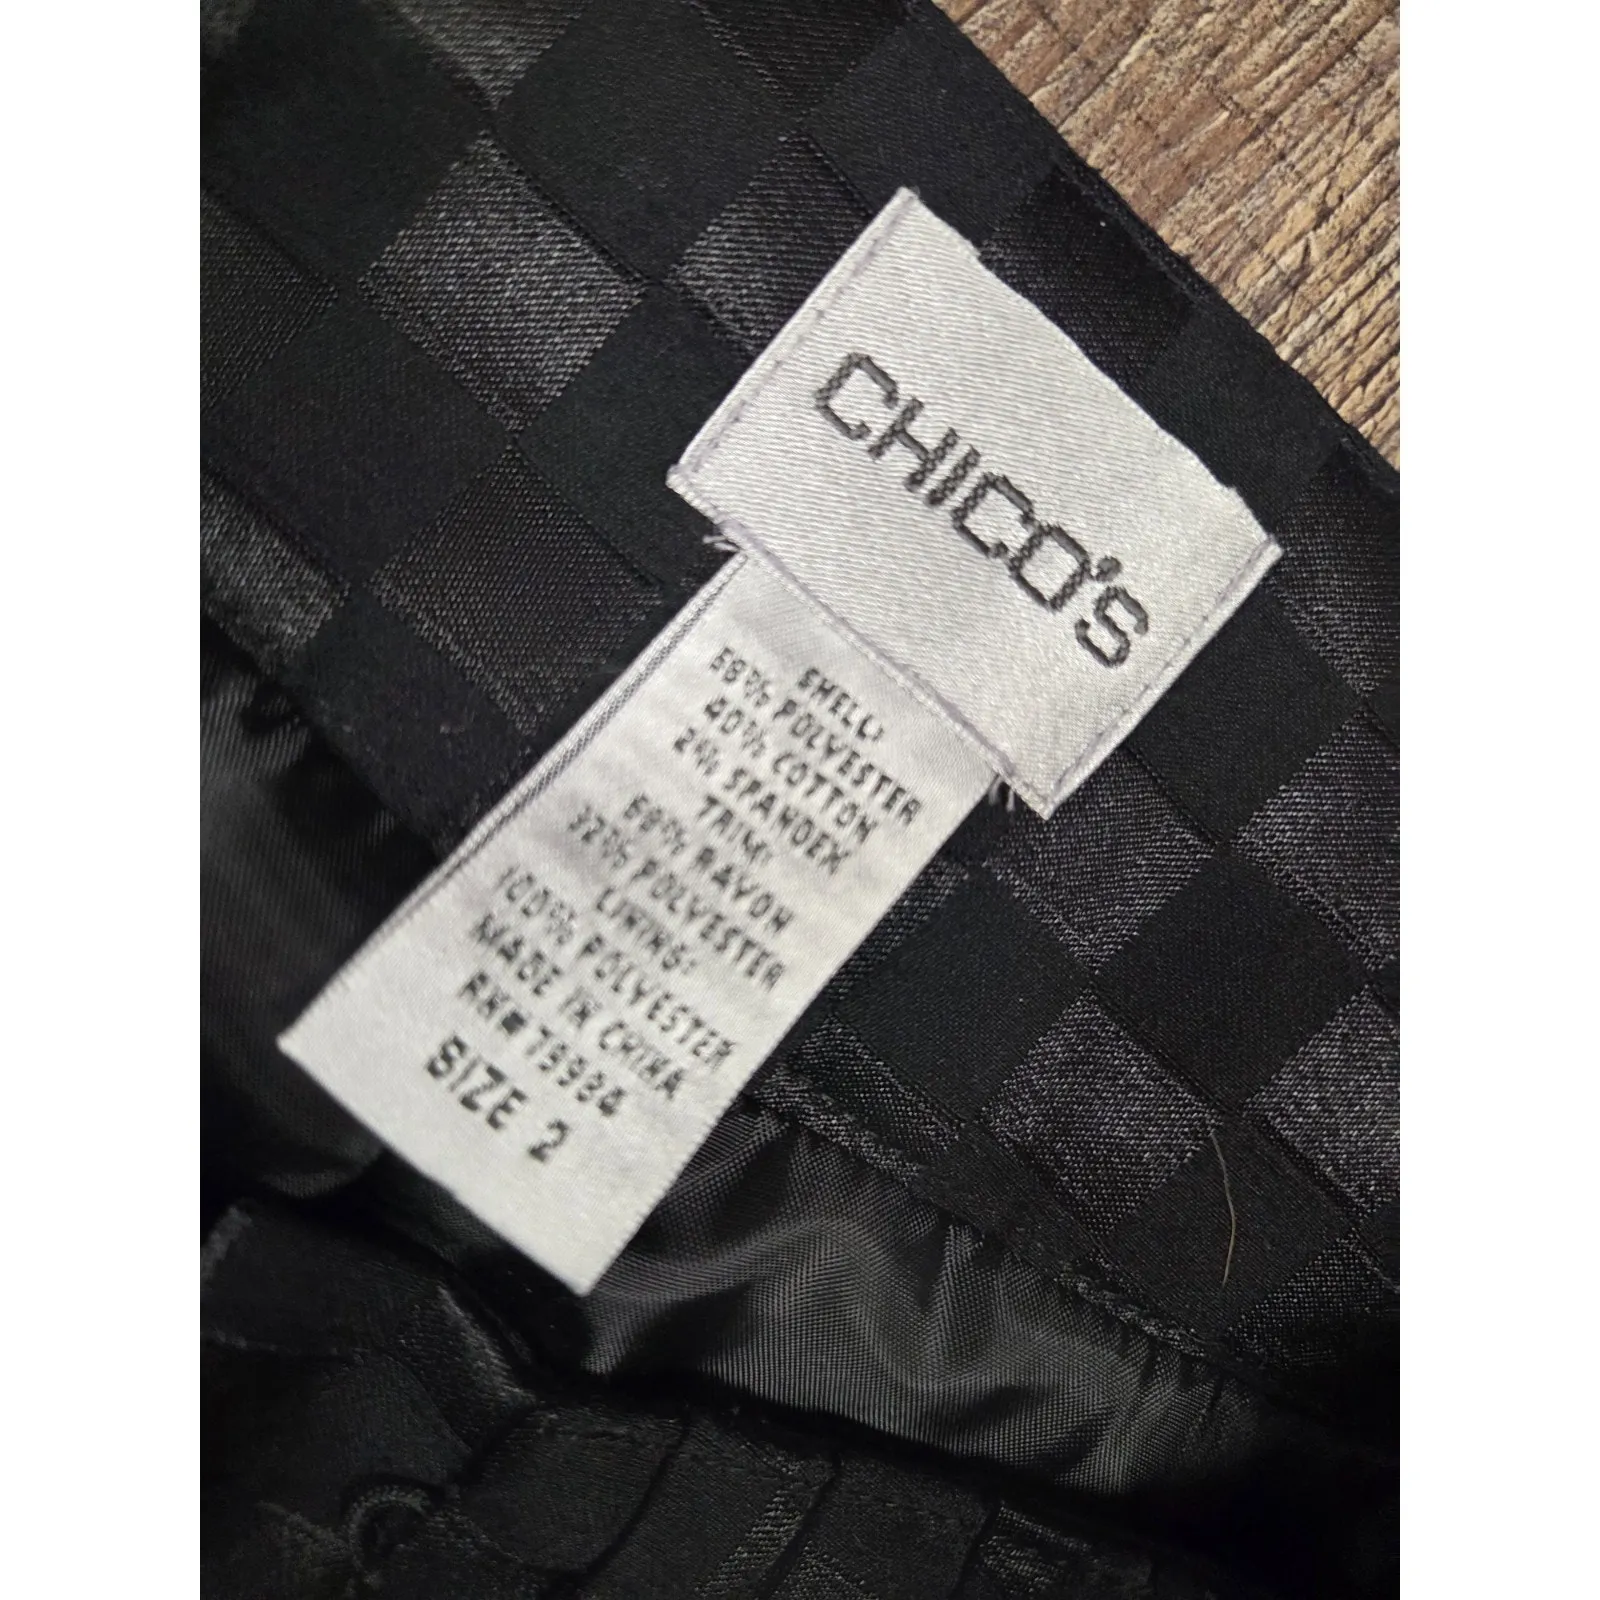 CHICO'S
SHELL:
58% POLYESTER
40% COTTON
2% SPANDEX
TRIM:
68% RAYON
32% POLYESTER
LINING:
100% POLYESTER
MADE IN CHINA
RN# 79984
SIZE 2